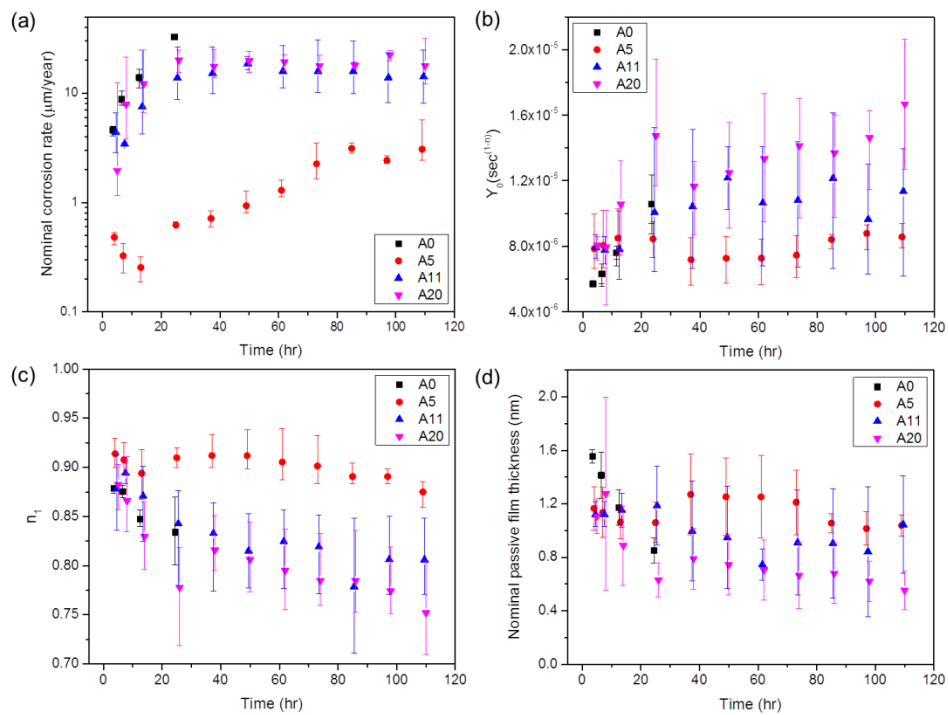 (a)
Nominal corrosion rate (μm/year)
10
1
0.1
0 20 40 60 80 100 120
Time (hr)
A0
A5
A11
A20
(b)
Y₀(sec⁽¹⁻ⁿ⁾)
2.0x10⁻⁵
1.6x10⁻⁵
1.2x10⁻⁵
8.0x10⁻⁶
4.0x10⁻⁶
0 20 40 60 80 100 120
Time (hr)
A0
A5
A11
A20
(c)
n₁
1.00
0.95
0.90
0.85
0.80
0.75
0.70
0 20 40 60 80 100 120
Time (hr)
A0
A5
A11
A20
(d)
Nominal passive film thickness (nm)
2.0
1.6
1.2
0.8
0.4
0.0
0 20 40 60 80 100 120
Time (hr)
A0
A5
A11
A20